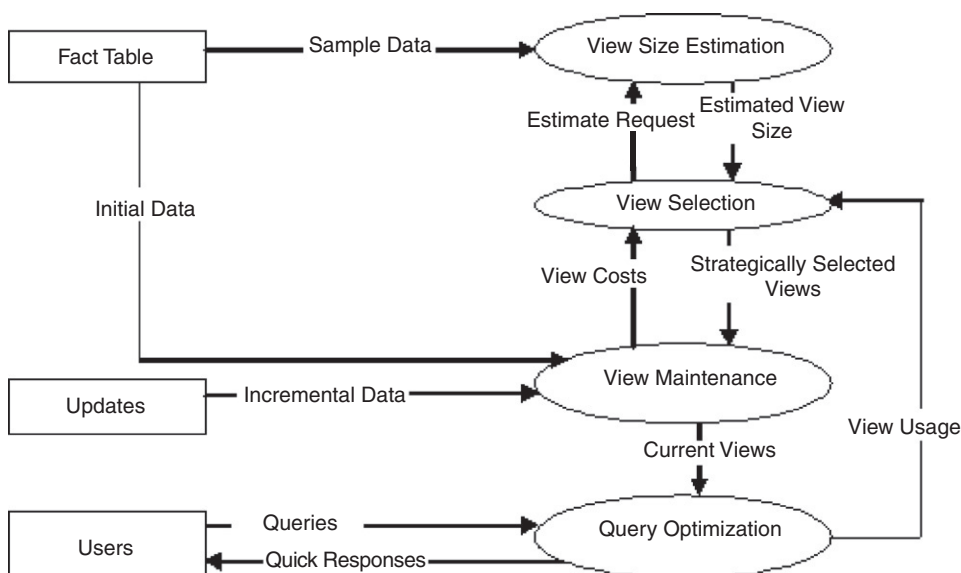 Fact Table
Sample Data
View Size Estimation
Estimate Request
Estimated View
Size
Initial Data
View Selection
View Costs
Strategically Selected
Views
View Maintenance
Updates
Incremental Data
View Usage
Current Views
Users
Queries
Quick Responses
Query Optimization